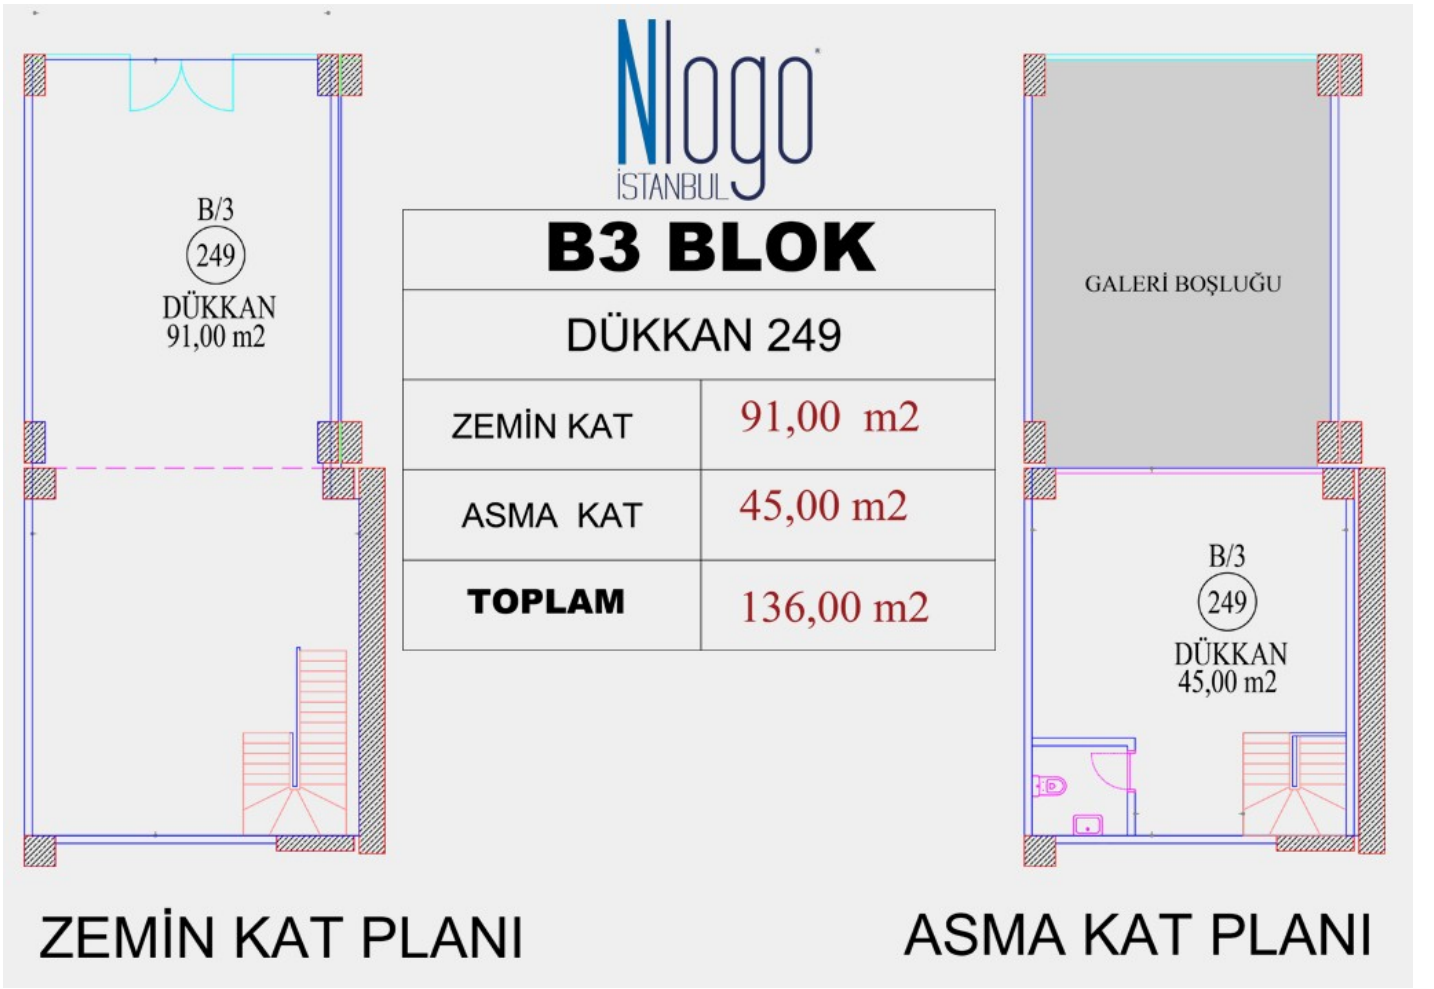 Nlogo
İSTANBUL
B/3
249
DÜKKAN
91,00 m2
B3 BLOK
DÜKKAN 249
ZEMİN KAT 91,00 m2
ASMA KAT 45,00 m2
TOPLAM 136,00 m2
GALERİ BOŞLUĞU
B/3
249
DÜKKAN
45,00 m2
ZEMİN KAT PLANI
ASMA KAT PLANI